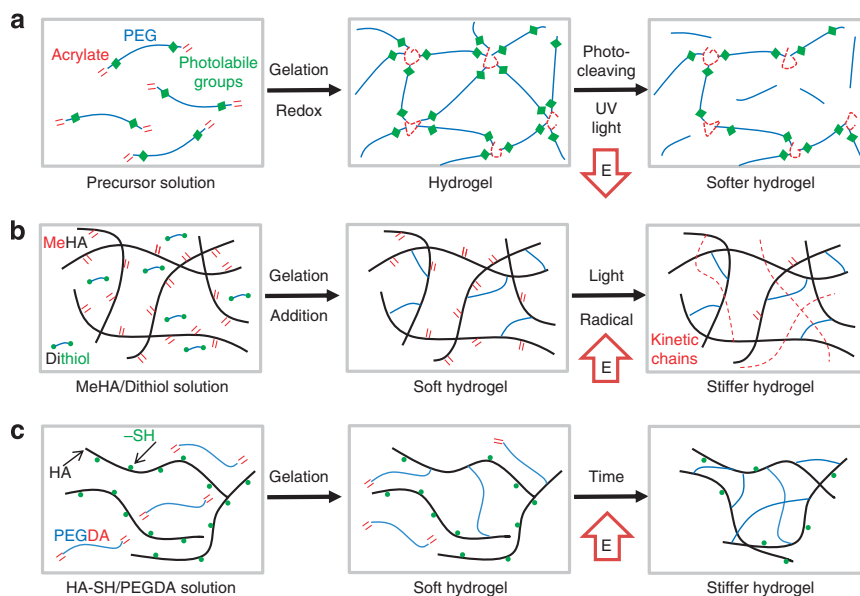 a
Acrylate
PEG
Photolabile
groups
Precursor solution
Gelation
Redox
Hydrogel
Photo-
cleaving
UV
light
E
Softer hydrogel
b
MeHA
Dithiol
MeHA/Dithiol solution
Gelation
Addition
Soft hydrogel
Light
Radical
E
Kinetic
chains
Stiffer hydrogel
c
–SH
HA
PEGDA
HA-SH/PEGDA solution
Gelation
Soft hydrogel
Time
E
Stiffer hydrogel